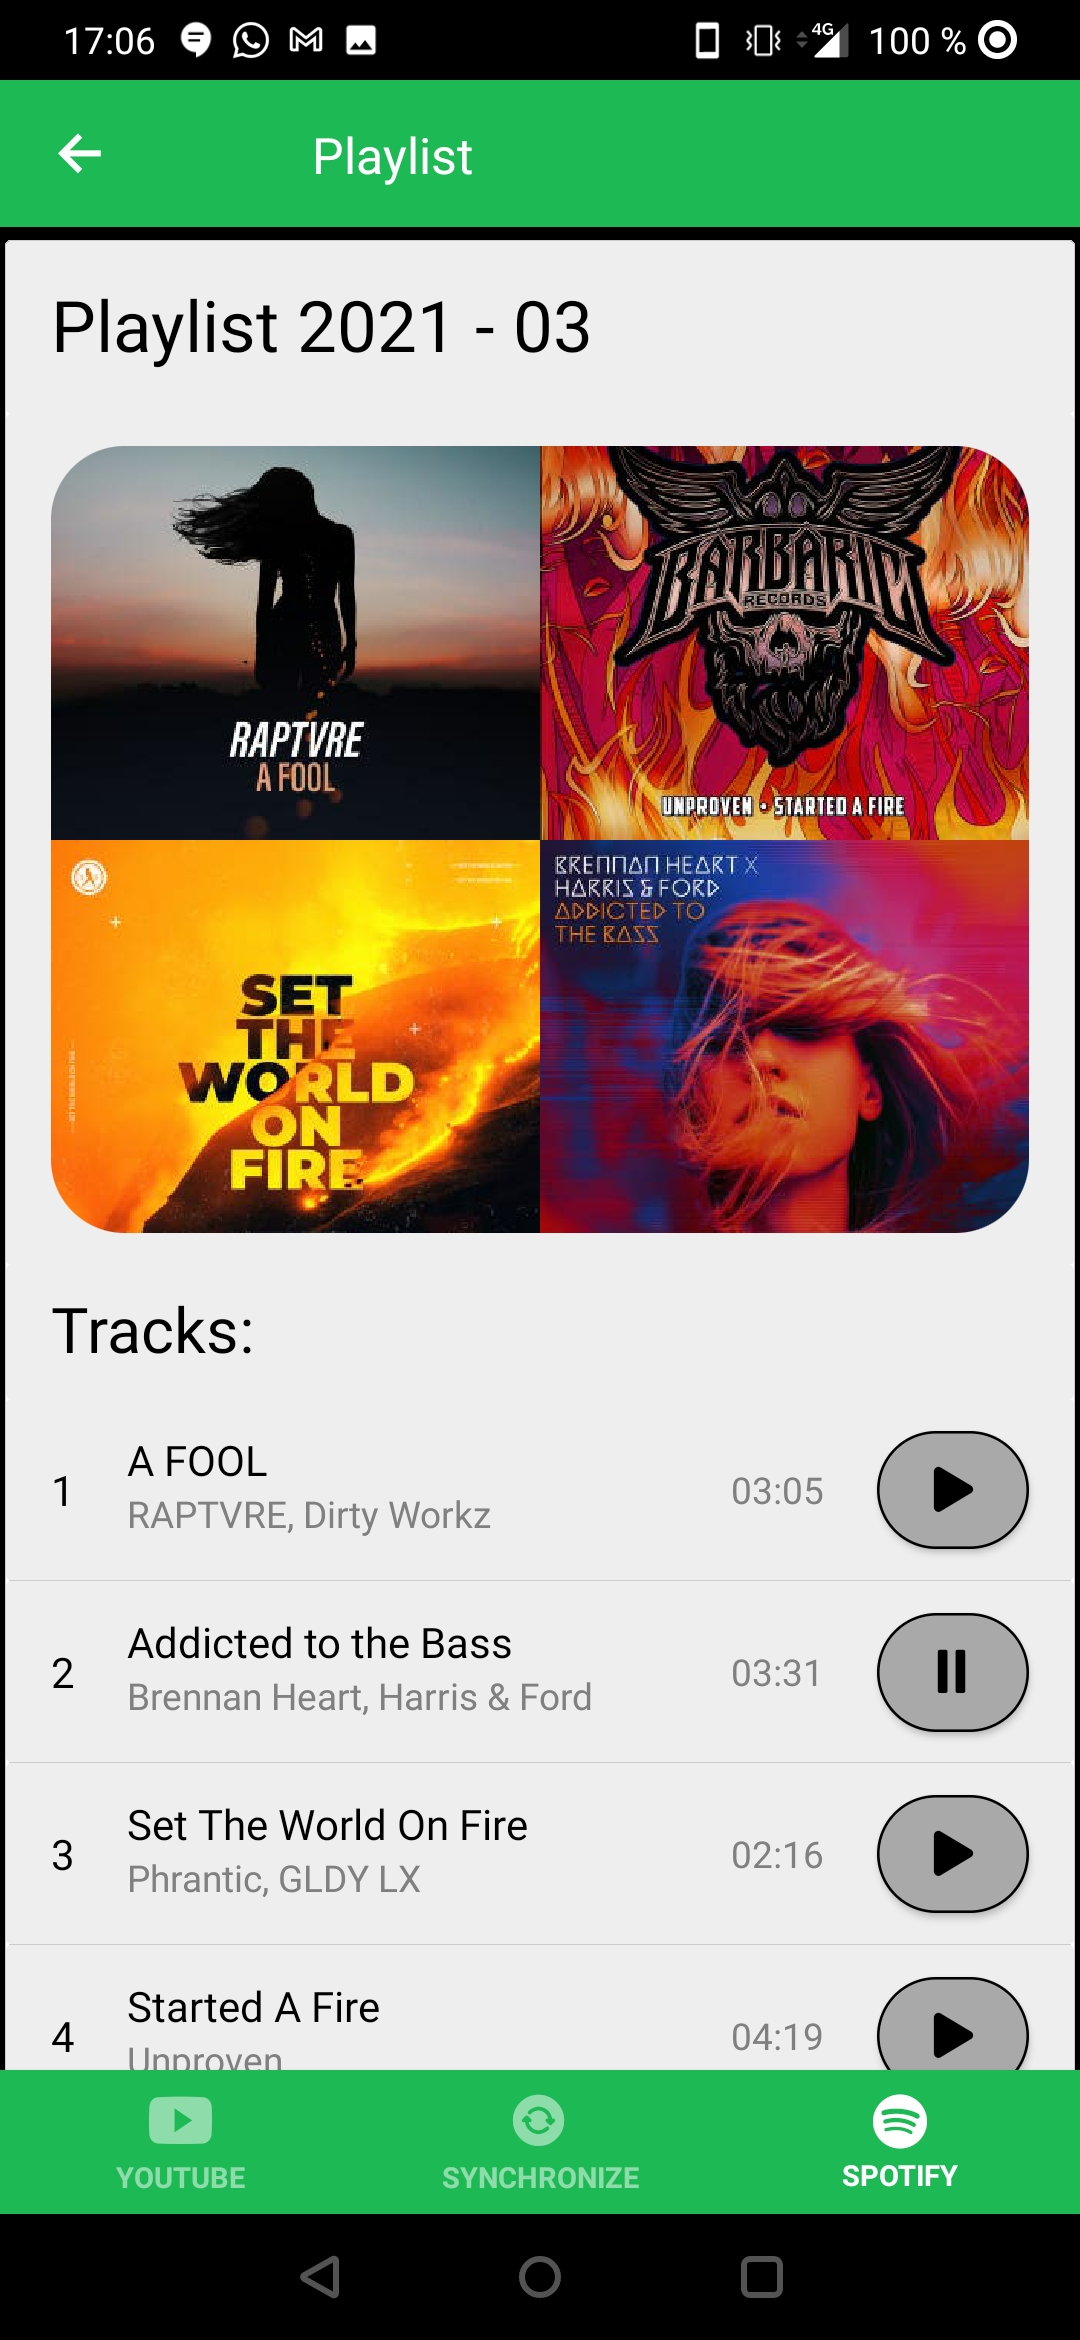 17:06
4G
100 %
Playlist
Playlist 2021 - 03
RAPTVRE
A FOOL
BARBARIC
RECORDS
UNPROVEN • STARTED A FIRE
SET
THE
WORLD
ON
FIRE
BRENNAN HEART X
HARRIS & FORD
ADDICTED TO
THE BASS
Tracks:
1
A FOOL
RAPTVRE, Dirty Workz
03:05
2
Addicted to the Bass
Brennan Heart, Harris & Ford
03:31
3
Set The World On Fire
Phrantic, GLDY LX
02:16
4
Started A Fire
Unproven
04:19
YOUTUBE
SYNCHRONIZE
SPOTIFY